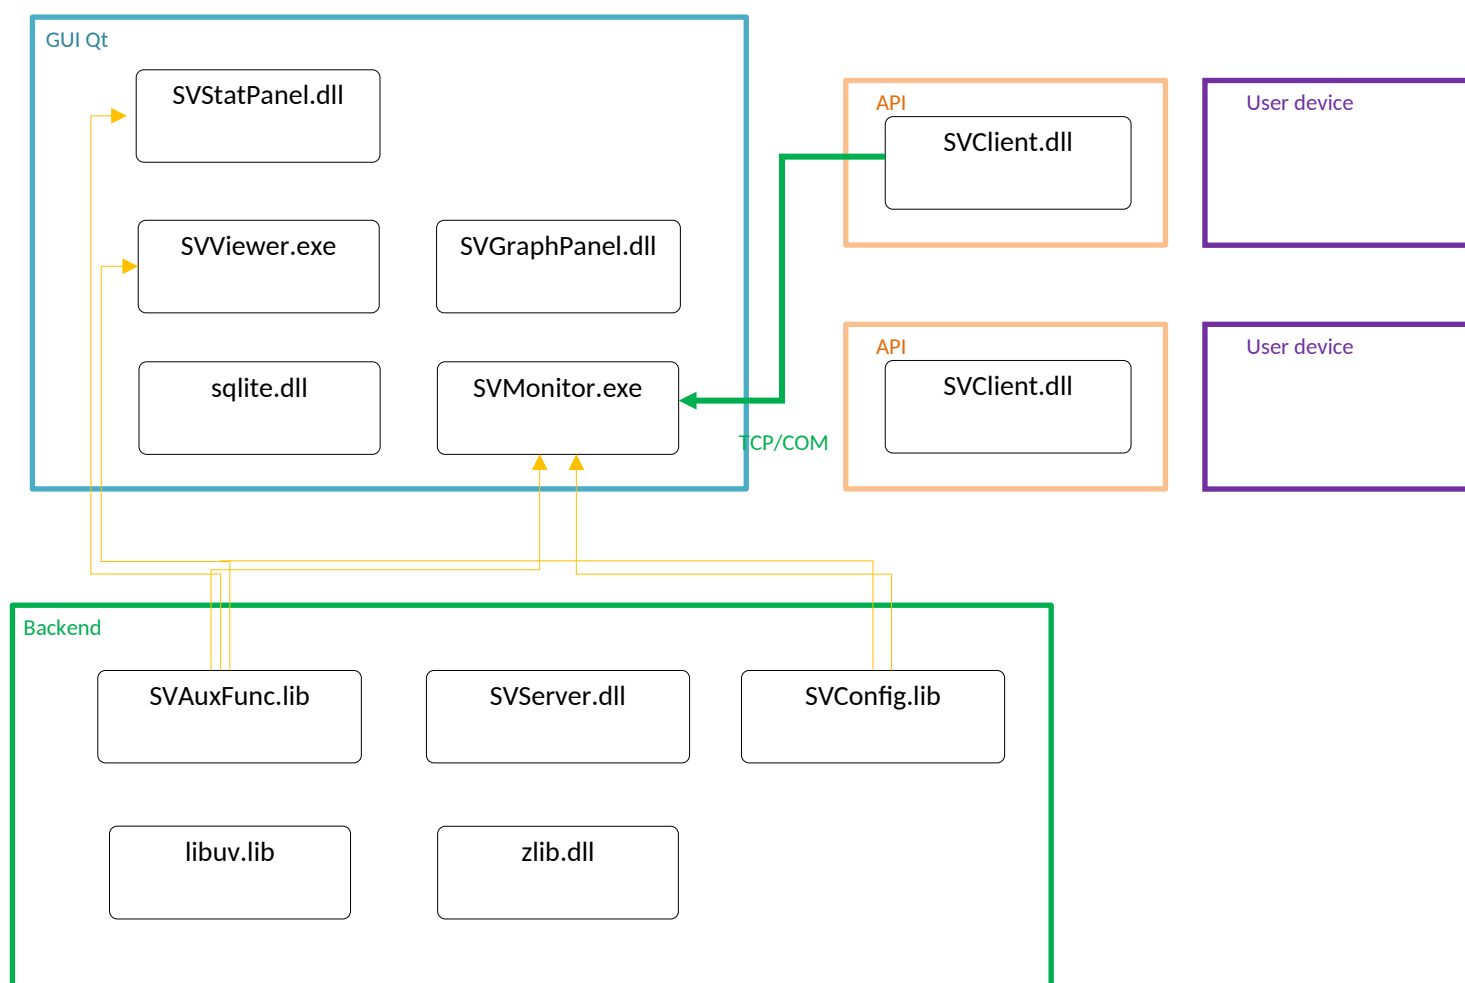 GUI Qt
SVStatPanel.dll
SVViewer.exe
SVGraphPanel.dll
sqlite.dll
SVMonitor.exe
TCP/COM
API
SVClient.dll
User device
API
SVClient.dll
User device
Backend
SVAuxFunc.lib
SVServer.dll
SVConfig.lib
libuv.lib
zlib.dll